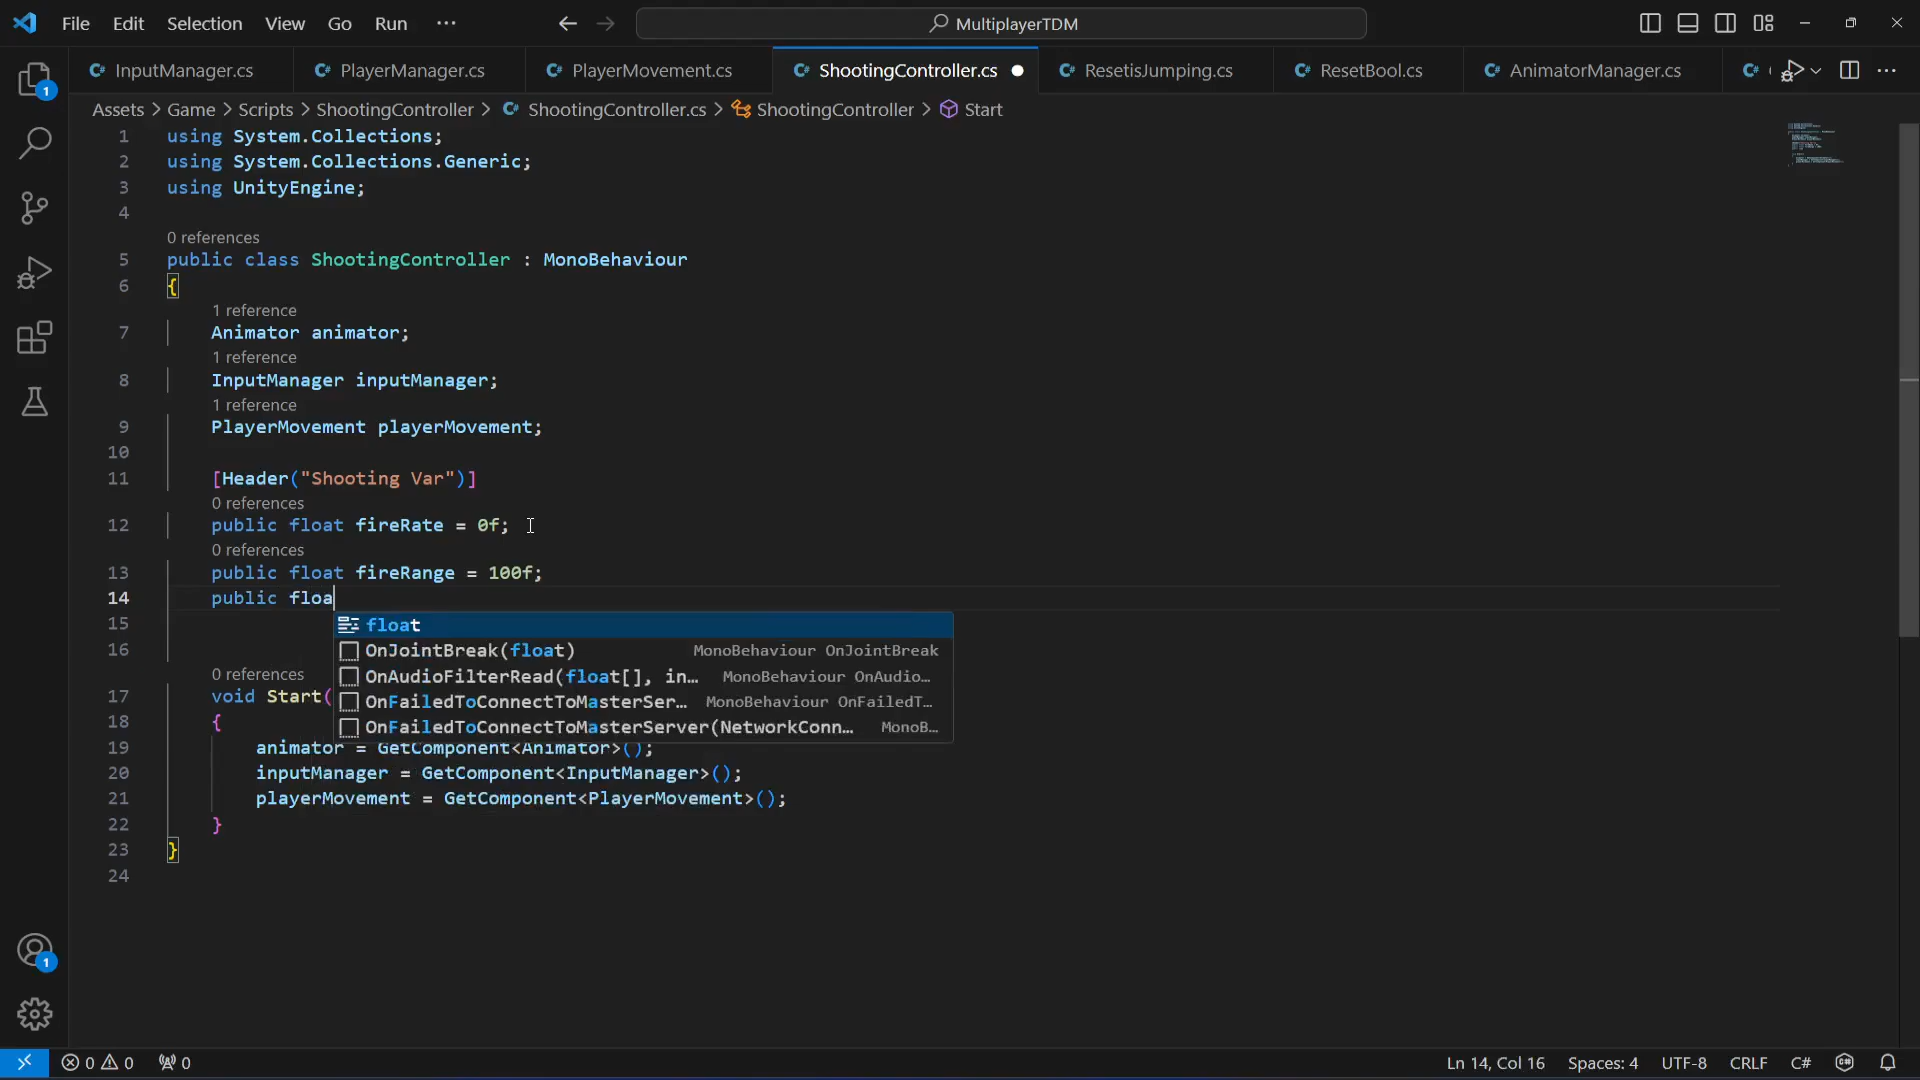 File Edit Selection View Go Run ···
MultiplayerTDM
InputManager.cs PlayerManager.cs PlayerMovement.cs ShootingController.cs ResetisJumping.cs ResetBool.cs AnimatorManager.cs
Assets > Game > Scripts > ShootingController > ShootingController.cs > ShootingController > Start
1 using System.Collections;
2 using System.Collections.Generic;
3 using UnityEngine;
4
0 references
5 public class ShootingController : MonoBehaviour
6 {
1 reference
7 Animator animator;
1 reference
8 InputManager inputManager;
1 reference
9 PlayerMovement playerMovement;
10
11 [Header("Shooting Var")]
0 references
12 public float fireRate = 0f;
0 references
13 public float fireRange = 100f;
14 public floa
15
float
OnJointBreak(float) MonoBehaviour OnJointBreak
16
OnAudioFilterRead(float[], in… MonoBehaviour OnAudio…
0 references
17 void Start(
OnFailedToConnectToMasterSer… MonoBehaviour OnFailedT…
18 {
OnFailedToConnectToMasterServer(NetworkConn… MonoB…
19 animator = GetComponent<Animator>();
20 inputManager = GetComponent<InputManager>();
21 playerMovement = GetComponent<PlayerMovement>();
22 }
23 }
24
1
1
0 0 0 Ln 14, Col 16 Spaces: 4 UTF-8 CRLF C#